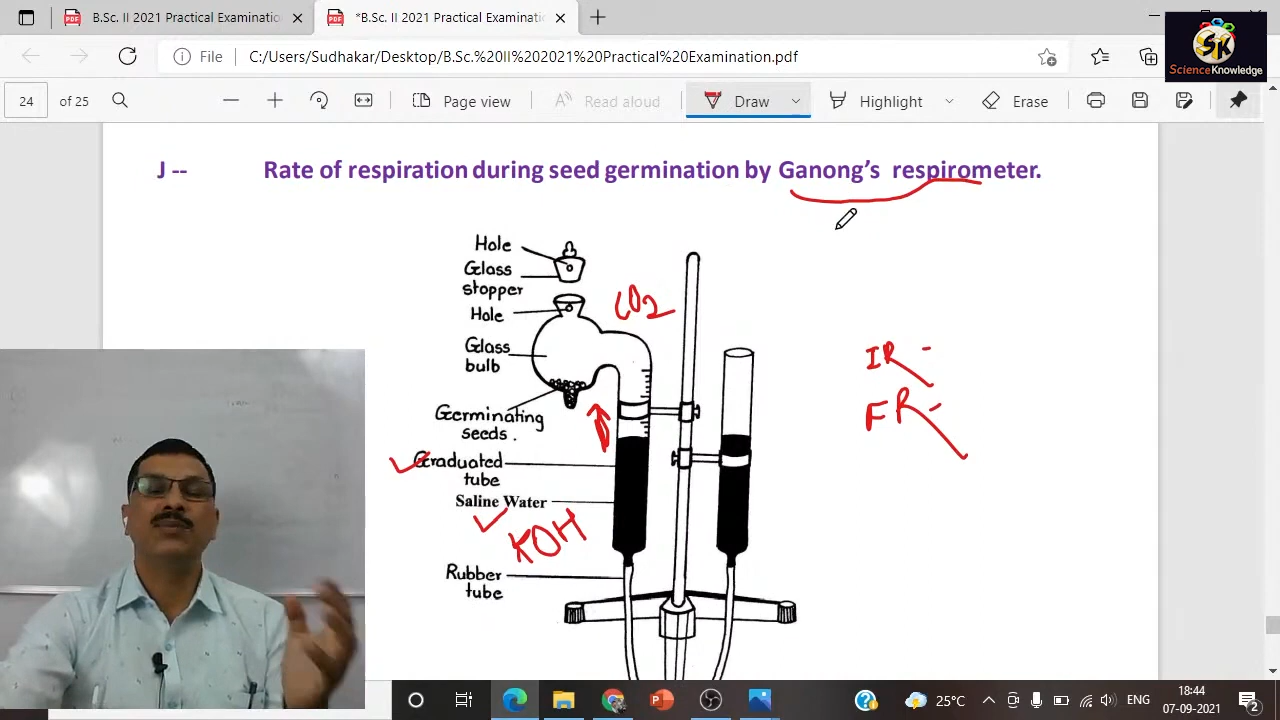 B.Sc. II 2021 Practical Examinatio
*B.Sc. II 2021 Practical Examinati
SK
ScienceKnowledge
File
C:/Users/Sudhakar/Desktop/B.Sc.%20II%202021%20Practical%20Examination.pdf
24
of 25
Page view
Read aloud
Draw
Highlight
Erase
J -- Rate of respiration during seed germination by Ganong's respirometer.
Hole
Glass
stopper
Hole
CO2
Glass
bulb
IR -
FR -
Germinating
seeds.
Graduated
tube
Saline Water
KOH
Rubber
tube
25°C
ENG
18:44
07-09-2021
2